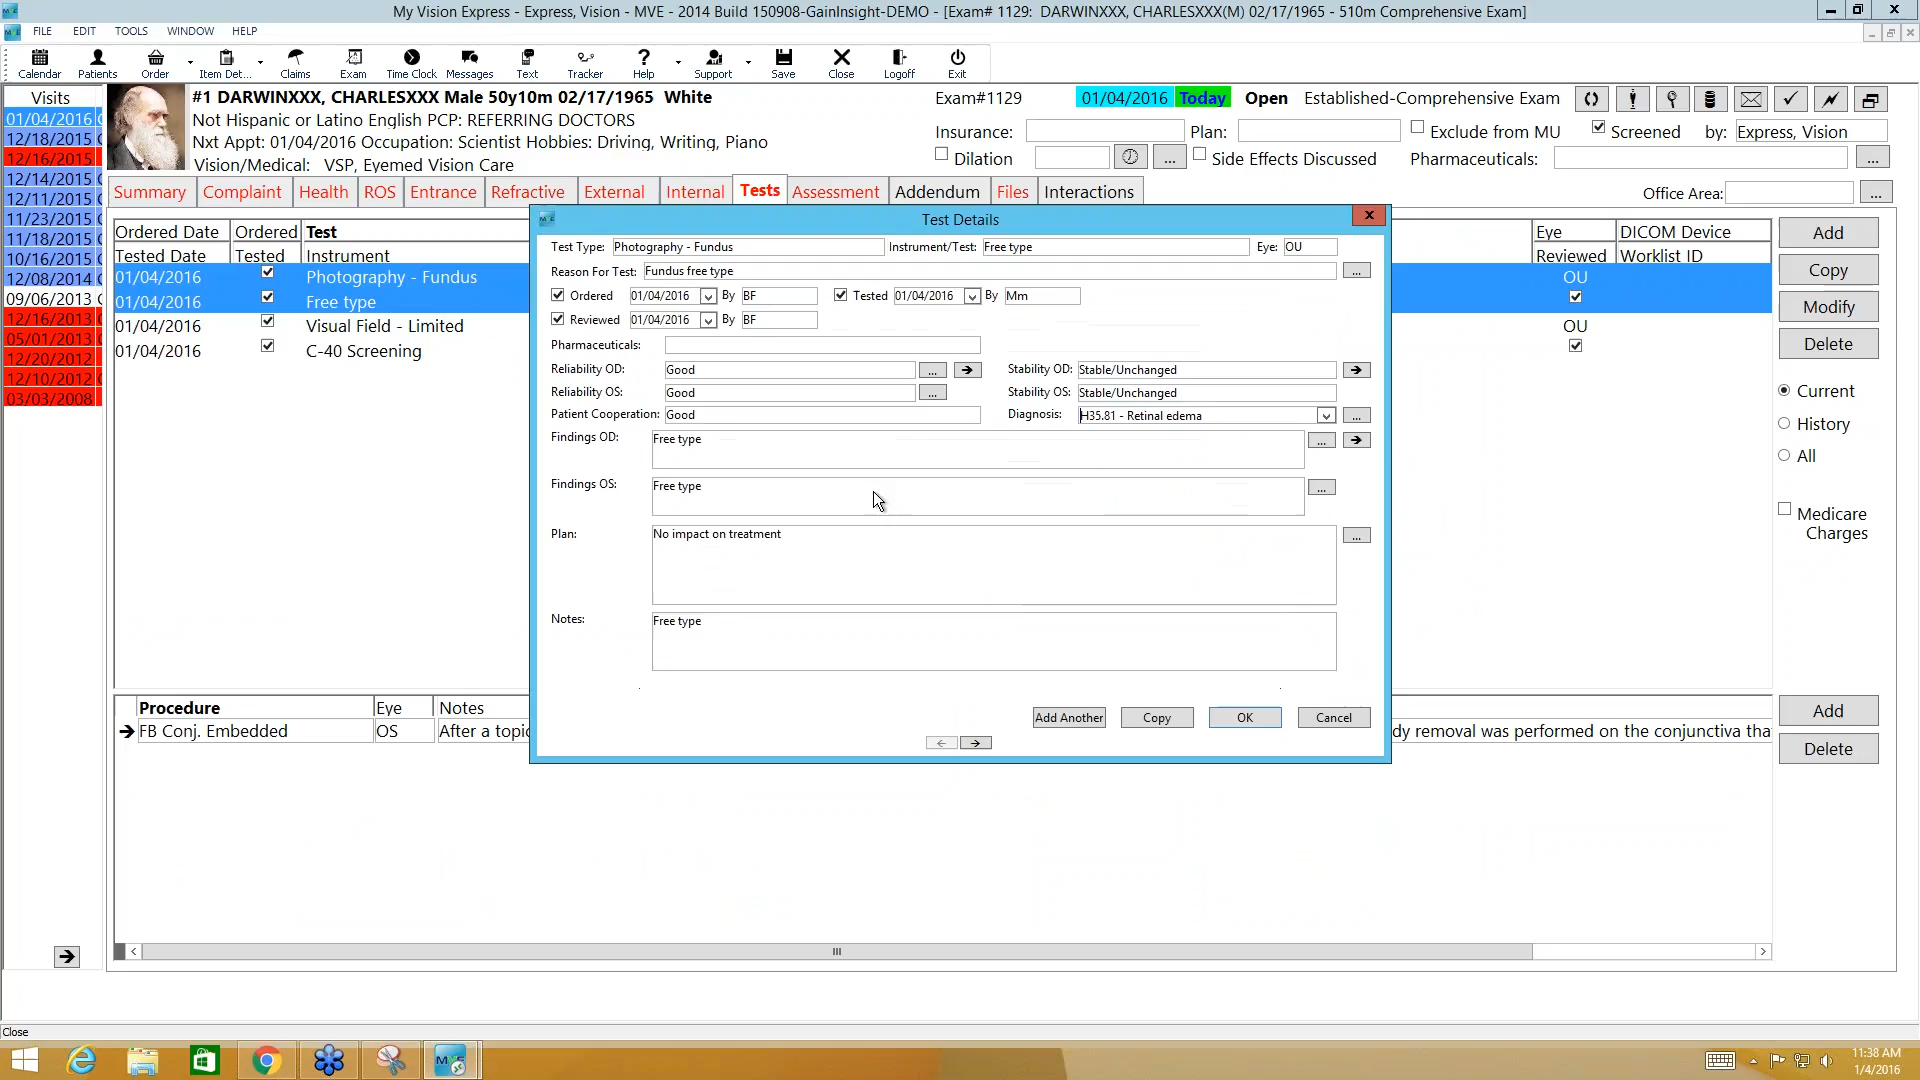 My Vision Express - Express, Vision - MVE - 2014 Build 150908-GainInsight-DEMO - [Exam# 1129: DARWINXXX, CHARLESXXX(M) 02/17/1965 - 510m Comprehensive Exam]
FILE EDIT TOOLS WINDOW HELP
Calendar Patients Order Item Det... Claims Exam Time Clock Messages Text Tracker Help Support Save Close Logoff Exit
Visits
01/04/2016 C
12/18/2015 C
12/16/2015
12/14/2015 C
12/11/2015 C
11/23/2015 C
11/18/2015 C
10/16/2015 C
12/08/2014 C
09/06/2013 C
12/16/2013 C
05/01/2013 C
12/20/2012 C
12/10/2012 C
03/03/2008 C
#1 DARWINXXX, CHARLESXXX Male 50y10m 02/17/1965 White
Not Hispanic or Latino English PCP: REFERRING DOCTORS
Nxt Appt: 01/04/2016 Occupation: Scientist Hobbies: Driving, Writing, Piano
Vision/Medical: VSP, Eyemed Vision Care
Exam#1129 01/04/2016 Today Open Established-Comprehensive Exam
Insurance: Plan: Exclude from MU Screened by: Express, Vision
Dilation ... Side Effects Discussed Pharmaceuticals: ...
Summary Complaint Health ROS Entrance Refractive External Internal Tests Assessment Addendum Files Interactions
Office Area: ...
Ordered Date Ordered Test
Tested Date Tested Instrument
01/04/2016 Photography - Fundus
01/04/2016 Free type
01/04/2016 Visual Field - Limited
01/04/2016 C-40 Screening
Eye DICOM Device
Reviewed Worklist ID
OU
OU
Add
Copy
Modify
Delete
Current
History
All
Medicare
Charges
Test Details
Test Type: Photography - Fundus Instrument/Test: Free type Eye: OU
Reason For Test: Fundus free type ...
Ordered 01/04/2016 By BF Tested 01/04/2016 By Mm
Reviewed 01/04/2016 By BF
Pharmaceuticals:
Reliability OD: Good ... Stability OD: Stable/Unchanged
Reliability OS: Good ... Stability OS: Stable/Unchanged
Patient Cooperation: Good Diagnosis: H35.81 - Retinal edema ...
Findings OD: Free type ...
Findings OS: Free type ...
Plan: No impact on treatment ...
Notes: Free type
Add Another Copy OK Cancel
Procedure Eye Notes
FB Conj. Embedded OS After a topic
dy removal was performed on the conjunctiva tha
Add
Delete
Close
MVE
11:38 AM
1/4/2016